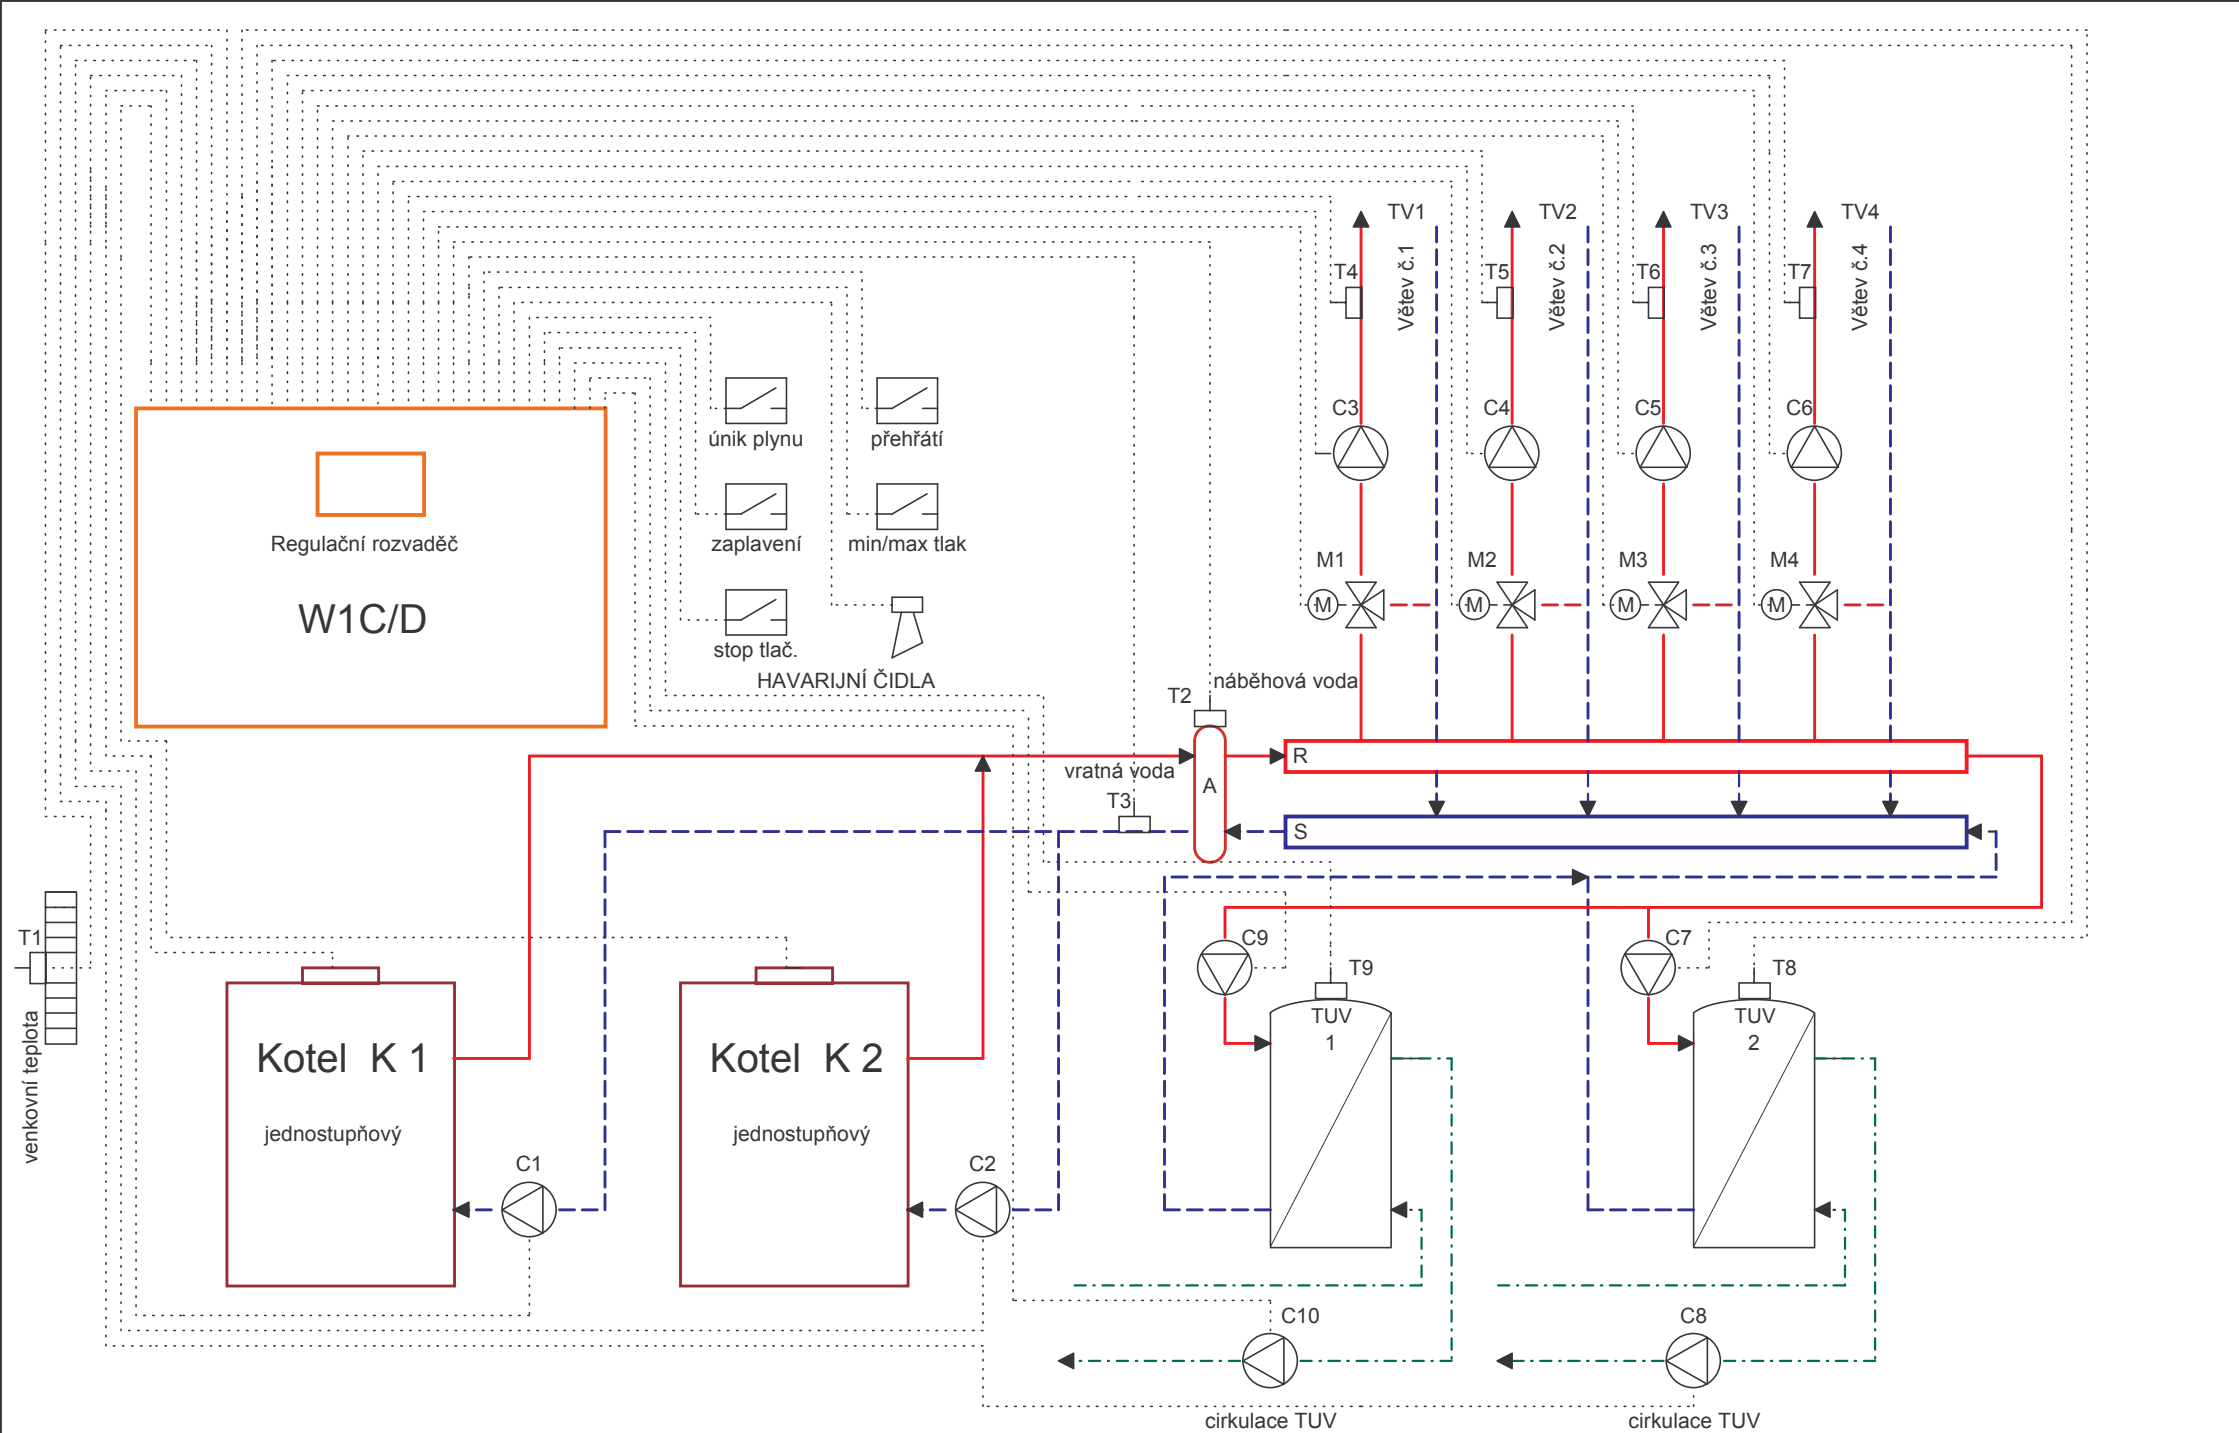 TV1
TV2
TV3
TV4
Větev č.1
Větev č.2
Větev č.3
Větev č.4
T4
T5
T6
T7
C3
C4
C5
C6
únik plynu
přehřátí
Regulační rozvaděč
W1C/D
zaplavení
min/max tlak
stop tlač.
HAVARIJNÍ ČIDLA
M1
M2
M3
M4
M
M
M
M
T2
náběhová voda
vratná voda
T3
A
R
S
T1
venkovní teplota
C9
C7
T9
T8
TUV
1
TUV
2
Kotel K 1
jednostupňový
Kotel K 2
jednostupňový
C1
C2
C10
C8
cirkulace TUV
cirkulace TUV